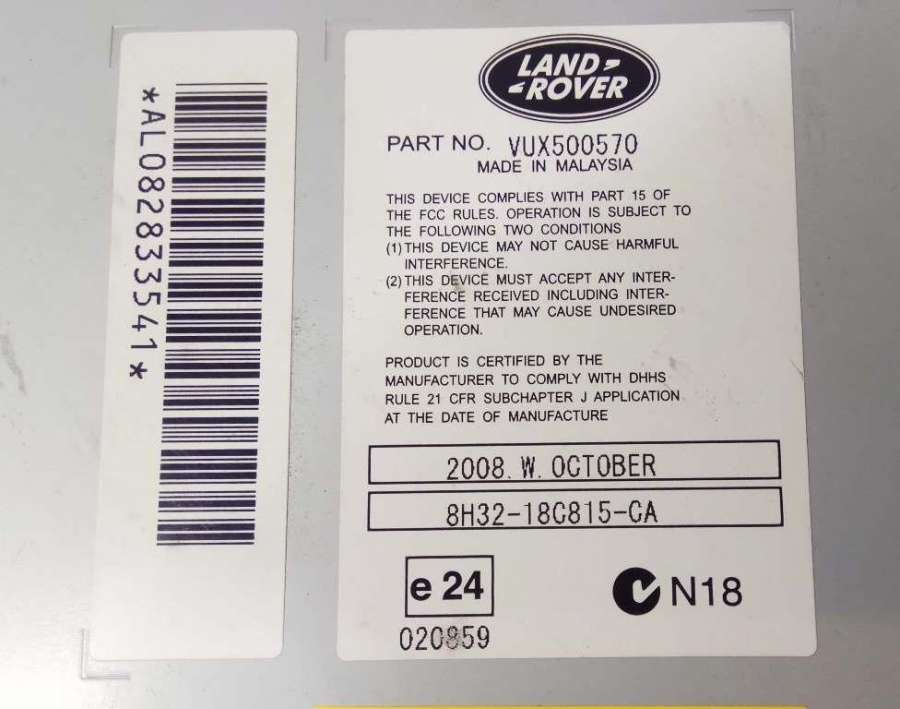 *AL08283354​1*
LAND
ROVER
PART NO. VUX500570
MADE IN MALAYSIA
THIS DEVICE COMPLIES WITH PART 15 OF
THE FCC RULES. OPERATION IS SUBJECT TO
THE FOLLOWING TWO CONDITIONS
(1) THIS DEVICE MAY NOT CAUSE HARMFUL
INTERFERENCE.
(2) THIS DEVICE MUST ACCEPT ANY INTER-
FERENCE RECEIVED INCLUDING INTER-
FERENCE THAT MAY CAUSE UNDESIRED
OPERATION.
PRODUCT IS CERTIFIED BY THE
MANUFACTURER TO COMPLY WITH DHHS
RULE 21 CFR SUBCHAPTER J APPLICATION
AT THE DATE OF MANUFACTURE
2008. W. OCTOBER
8H32-18C815-CA
e 24
N18
020859